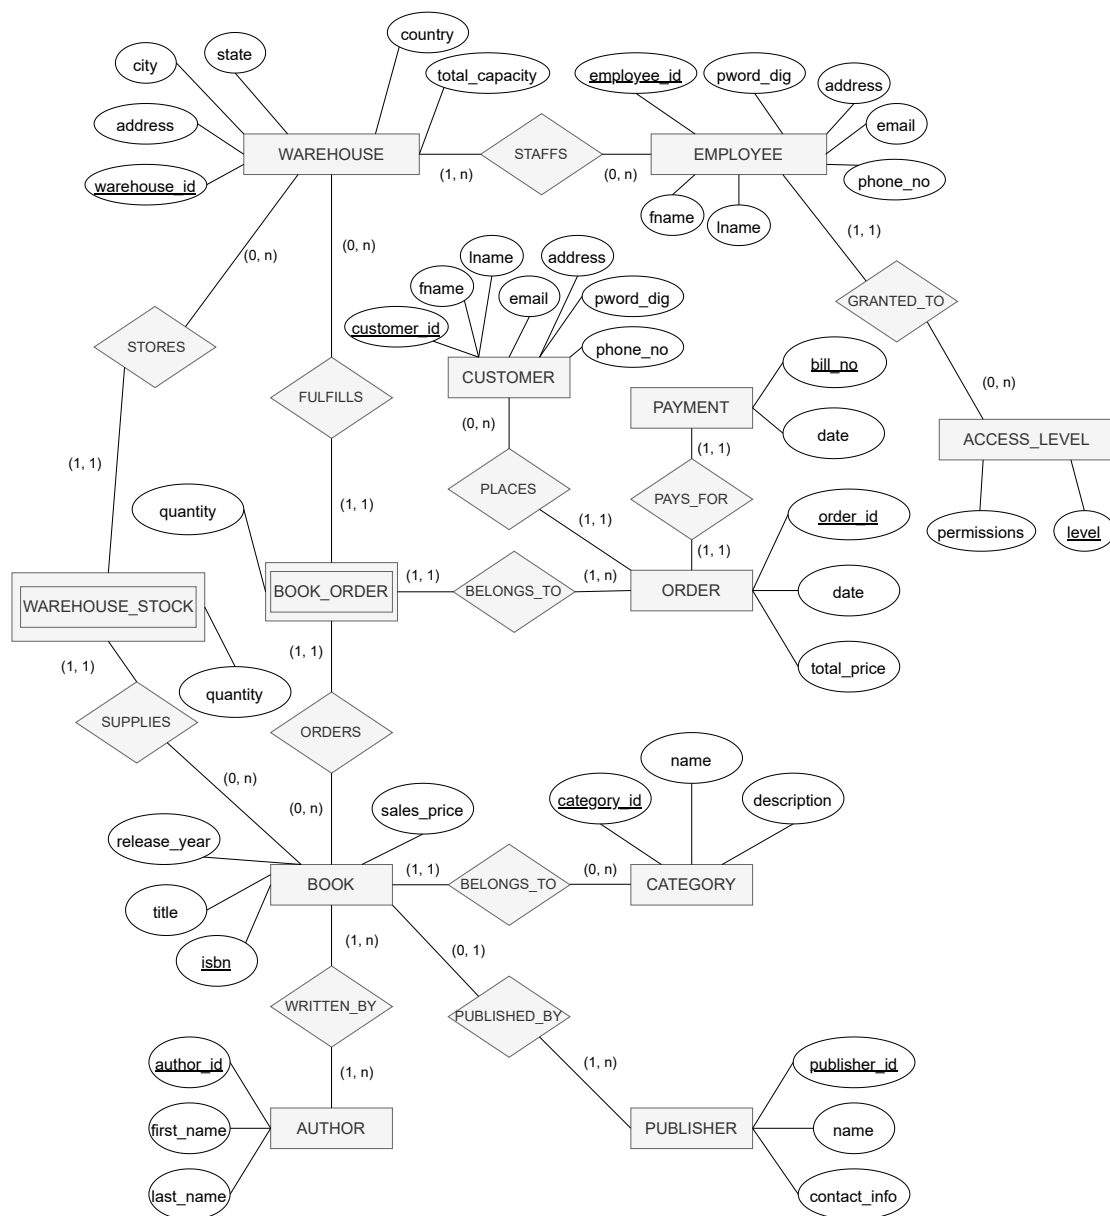 country
state
city
total_capacity
employee_id
pword_dig
address
address
email
WAREHOUSE
STAFFS
EMPLOYEE
(1, n)
(0, n)
warehouse_id
phone_no
fname
lname
(0, n)
(0, n)
(1, 1)
lname
address
fname
email
pword_dig
GRANTED_TO
customer_id
STORES
phone_no
CUSTOMER
bill_no
FULFILLS
PAYMENT
(0, n)
(0, n)
date
ACCESS_LEVEL
(1, 1)
(1, 1)
PLACES
PAYS_FOR
quantity
order_id
(1, 1)
(1, 1)
permissions
level
(1, 1)
(1, 1)
(1, n)
BOOK_ORDER
BELONGS_TO
ORDER
date
WAREHOUSE_STOCK
(1, 1)
(1, 1)
total_price
quantity
SUPPLIES
ORDERS
name
(0, n)
category_id
description
(0, n)
sales_price
release_year
(1, 1)
(0, n)
BOOK
BELONGS_TO
CATEGORY
title
(1, n)
(0, 1)
isbn
WRITTEN_BY
PUBLISHED_BY
author_id
(1, n)
(1, n)
publisher_id
first_name
AUTHOR
PUBLISHER
name
last_name
contact_info